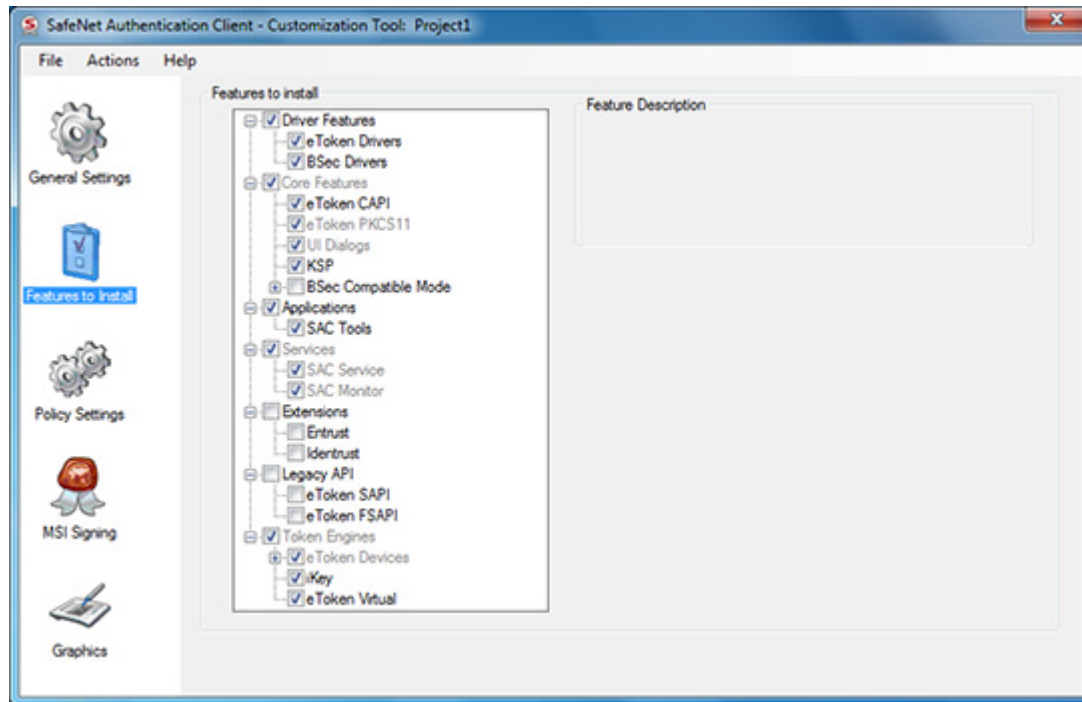 SafeNet Authentication Client - Customization Tool: Project1
File Actions Help
General Settings
Features to Install
Policy Settings
MSI Signing
Graphics
Features to install
Driver Features
eToken Drivers
BSec Drivers
Core Features
eToken CAPI
eToken PKCS11
UI Dialogs
KSP
BSec Compatible Mode
Applications
SAC Tools
Services
SAC Service
SAC Monitor
Extensions
Entrust
Identrust
Legacy API
eToken SAPI
eToken FSAPI
Token Engines
eToken Devices
iKey
eToken Virtual
Feature Description